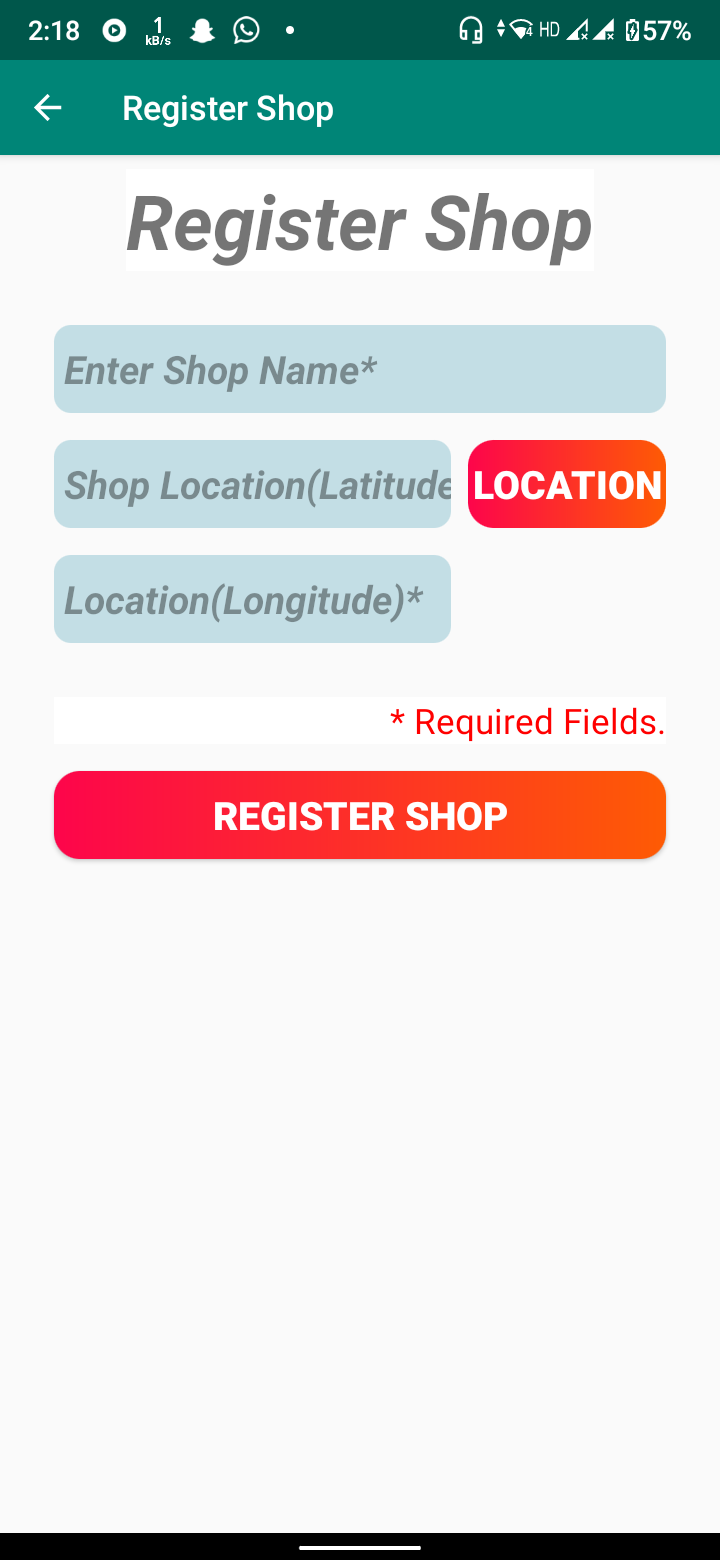 2:18 1 kB/s 4 HD 57%
Register Shop
Register Shop
Enter Shop Name*
Shop Location(Latitude
LOCATION
Location(Longitude)*
* Required Fields.
REGISTER SHOP